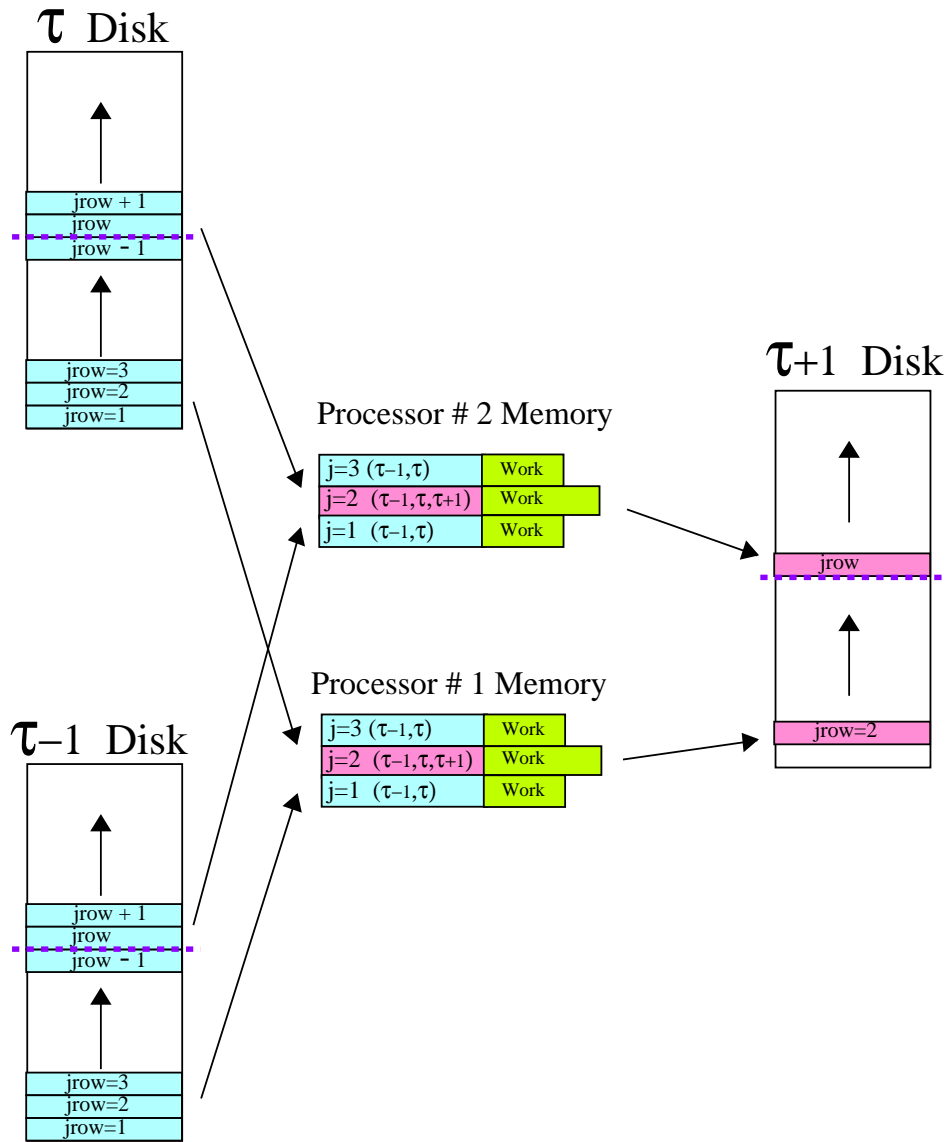 τ Disk
jrow + 1
jrow
jrow - 1
jrow=3
jrow=2
jrow=1
Processor # 2 Memory
j=3 (τ-1,τ) Work
j=2 (τ-1,τ,τ+1) Work
j=1 (τ-1,τ) Work
τ+1 Disk
jrow
jrow=2
Processor # 1 Memory
j=3 (τ-1,τ) Work
j=2 (τ-1,τ,τ+1) Work
j=1 (τ-1,τ) Work
τ-1 Disk
jrow + 1
jrow
jrow - 1
jrow=3
jrow=2
jrow=1